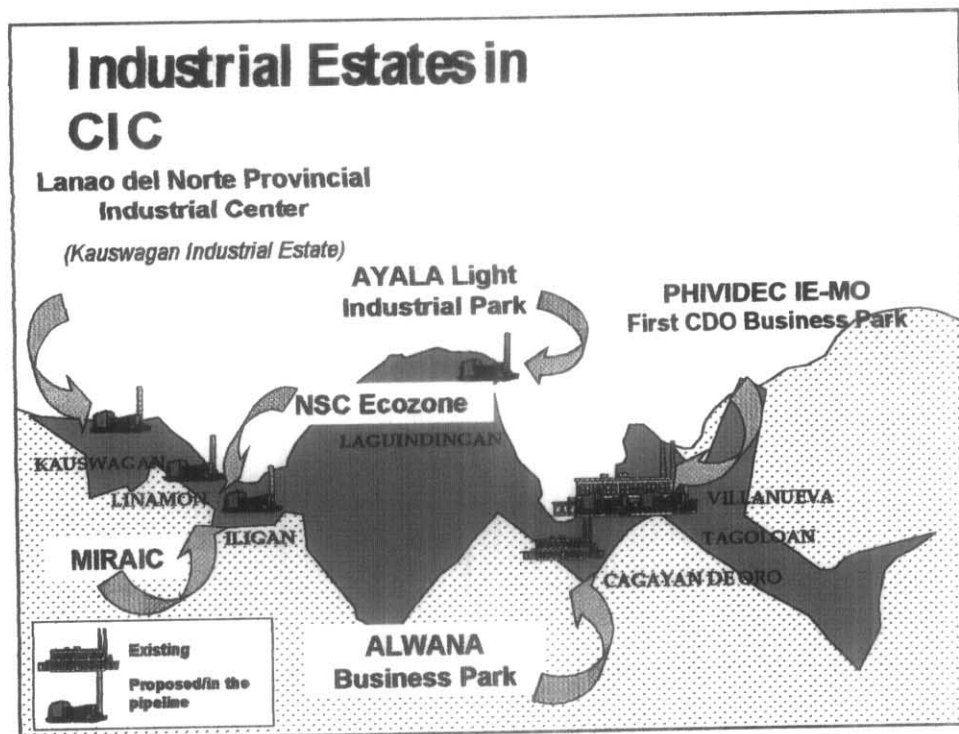 Industrial Estates in
CIC
Lanao del Norte Provincial
Industrial Center
(Kauswagan Industrial Estate)
AYALA Light
Industrial Park
PHIVIDEC IE-MO
First CDO Business Park
NSC Ecozone
LAGUINDINGAN
KAUSWAGAN
LINAMON
VILLANUEVA
ILIGAN
TAGOLOAN
MIRAIC
CAGAYAN DE ORO
ALWANA
Business Park
Existing
Proposed/in the
pipeline